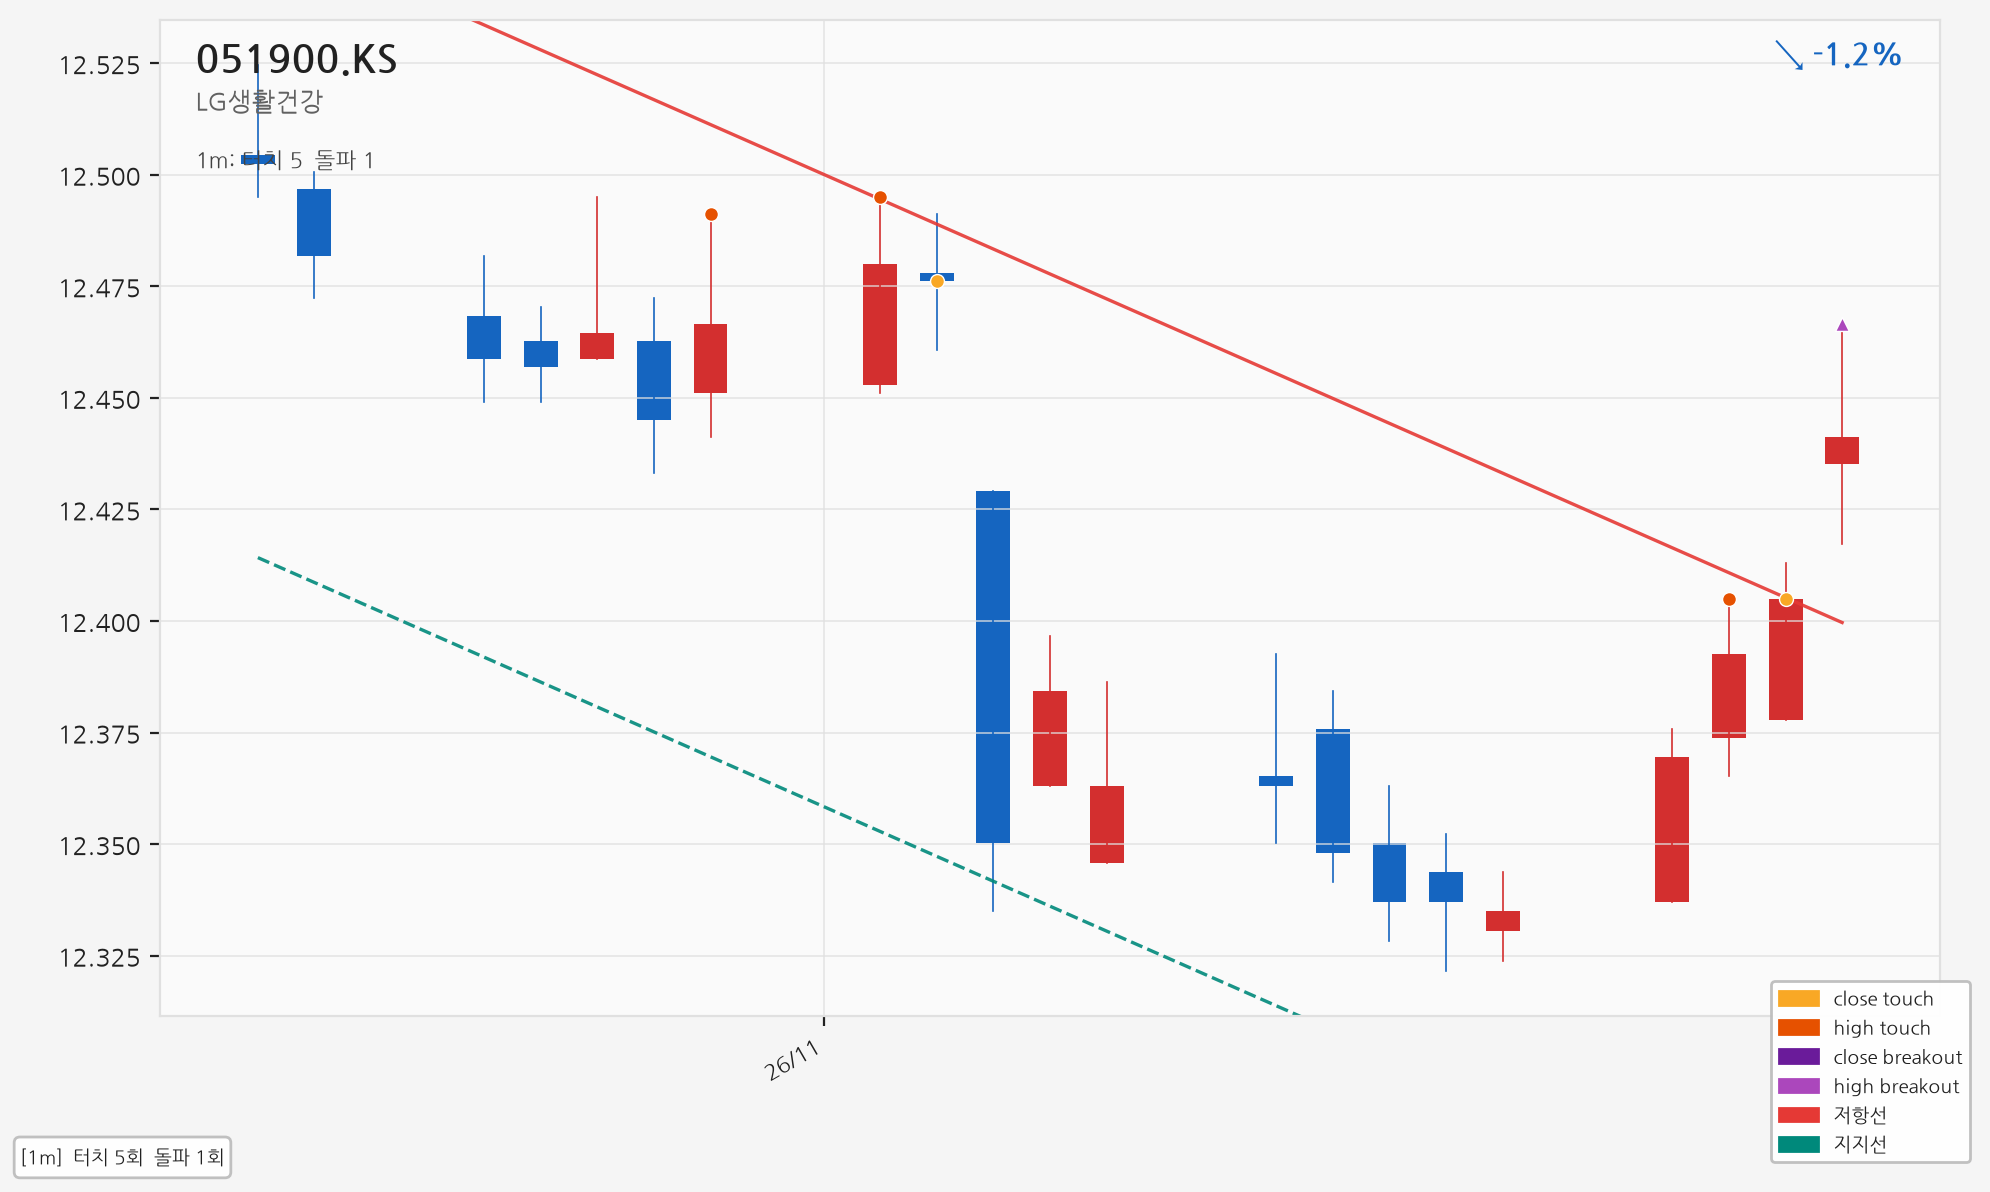 051900.KS
LG생활건강
1m: 터치 5 돌파 1
-1.2%
12.525
12.500
12.475
12.450
12.425
12.400
12.375
12.350
12.325
26/11
close touch
high touch
close breakout
high breakout
저항선
지지선
[1m] 터치 5회 돌파 1회